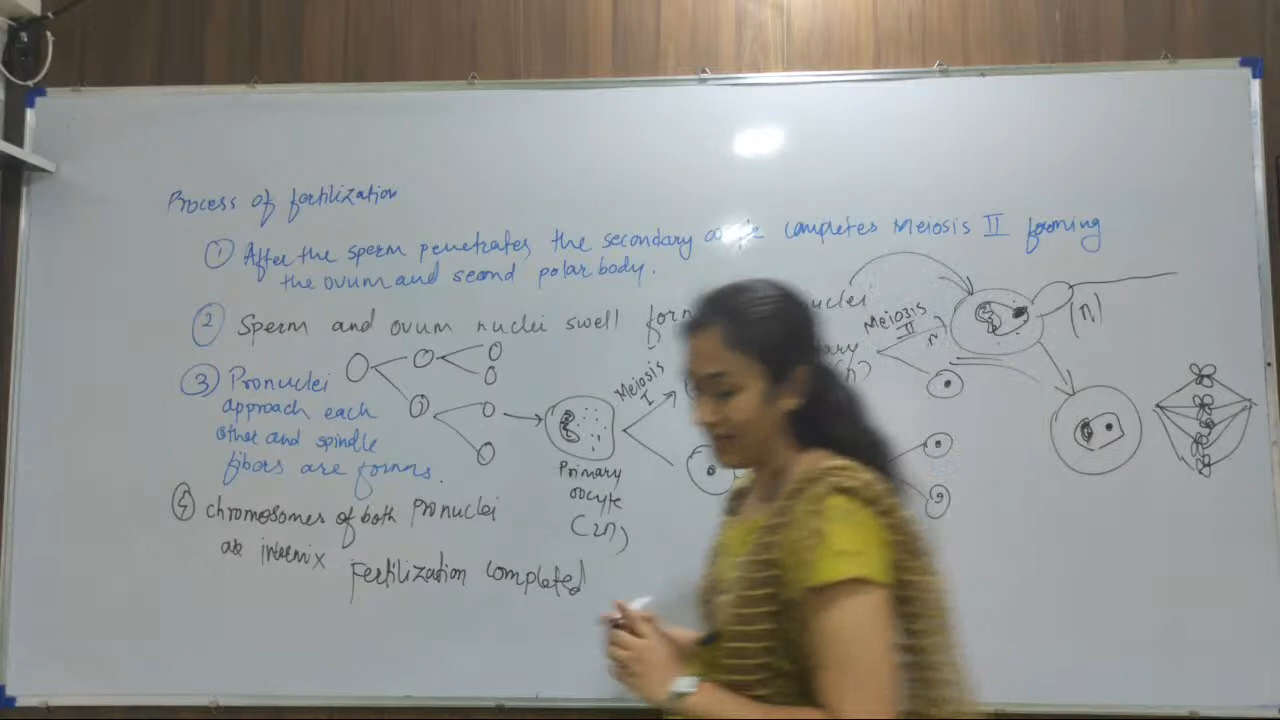 Process of fertilization
① After the sperm penetrates, the secondary completes Meiosis II forming
the ovum and second polar body.
② Sperm and ovum nuclei swell form nuclei
③ Pronuclei
approach each
other and spindle
fibers are forms.
④ chromosomes of both pronuclei
intermix
fertilization completed
Primary
oocyte
(2n)
Meiosis
I
Meiosis
II
(n)